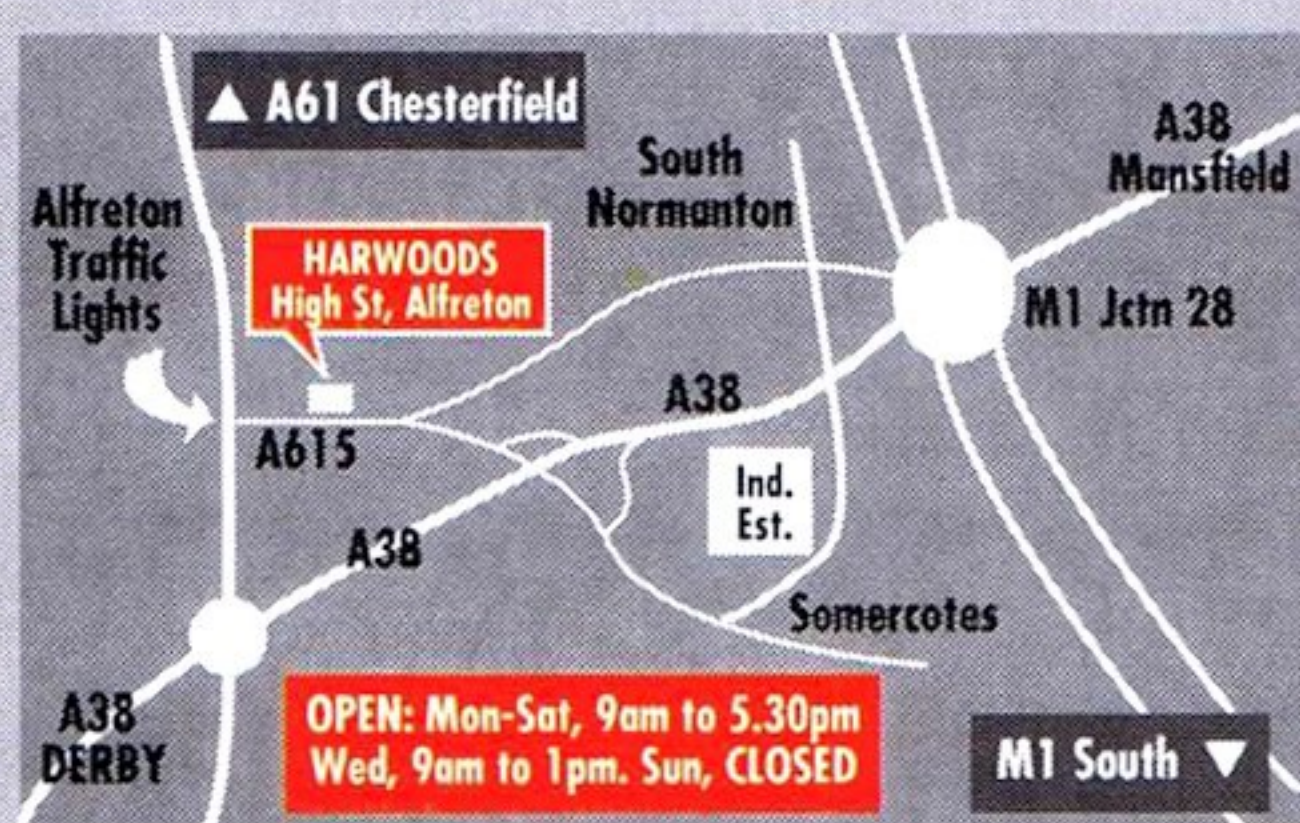 ▲ A61 Chesterfield
A38
Mansfield
South
Normanton
Alfreton
Traffic
Lights
HARWOODS
High St, Alfreton
M1 Jctn 28
A38
A615
Ind.
Est.
A38
Somercotes
A38
DERBY
OPEN: Mon-Sat, 9am to 5.30pm
Wed, 9am to 1pm. Sun, CLOSED
M1 South ▼